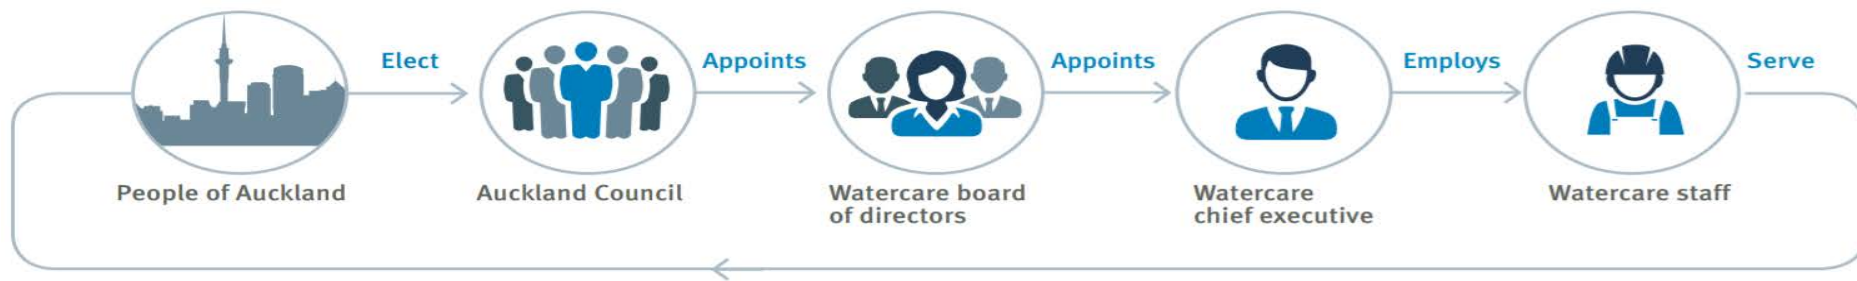 Elect
Appoints
Appoints
Employs
Serve
People of Auckland
Auckland Council
Watercare board
of directors
Watercare
chief executive
Watercare staff